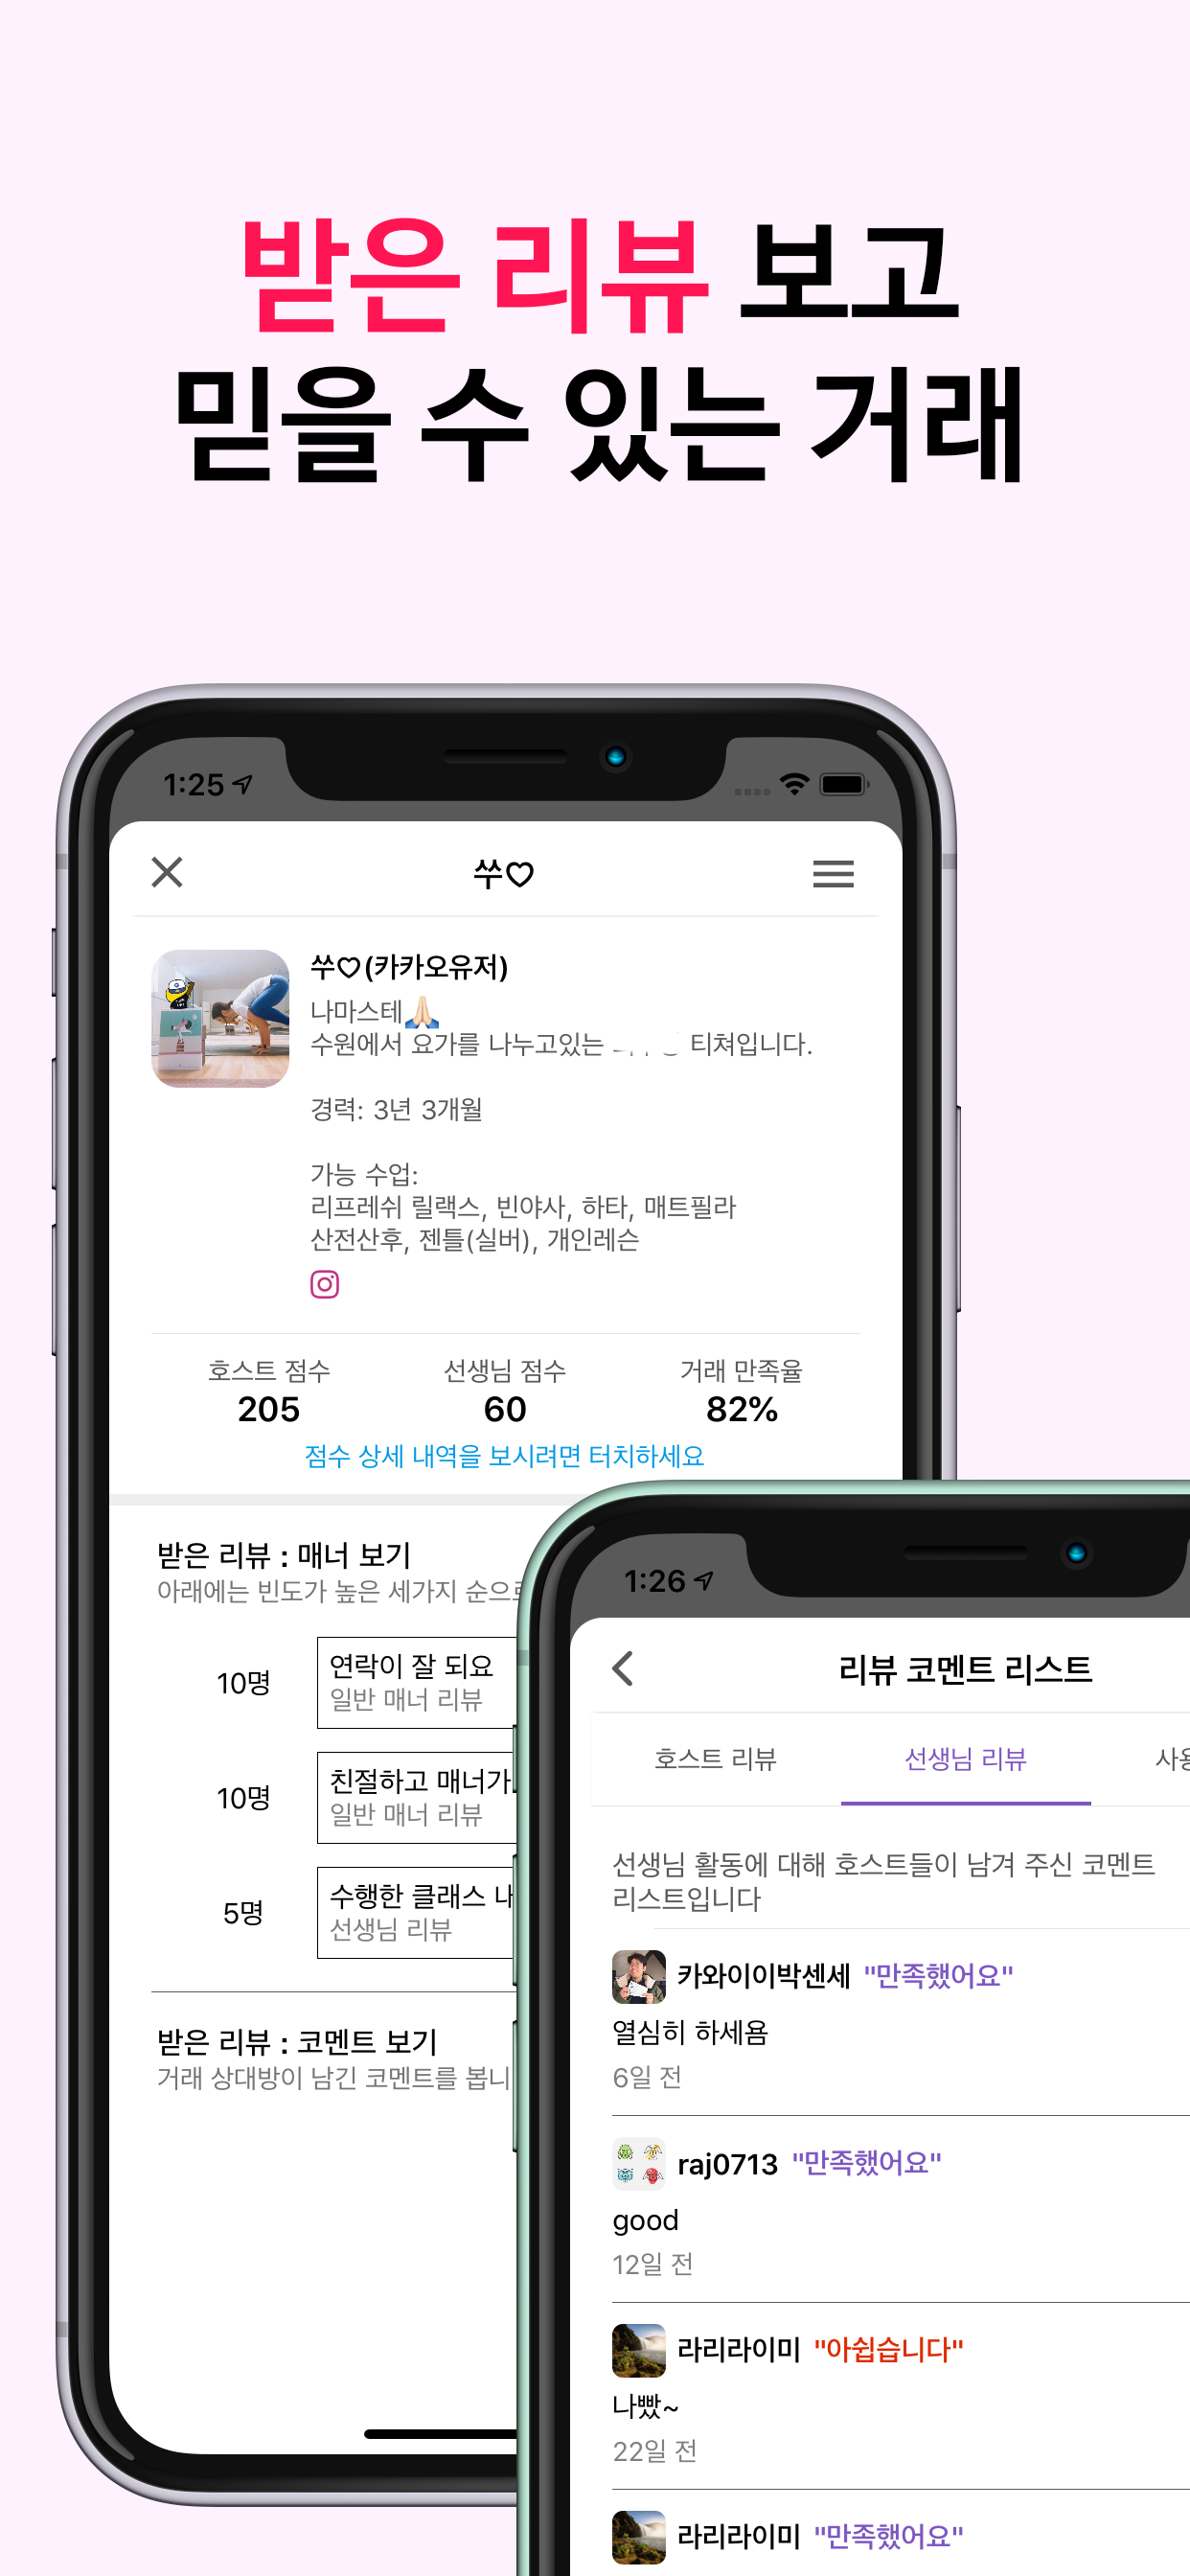 받은 리뷰 보고
믿을 수 있는 거래
1:25
쑤♡
쑤♡(카카오유저)
나마스테🙏🏻
수원에서 요가를 나누고있는 티쳐입니다.
경력: 3년 3개월
가능 수업:
리프레쉬 릴랙스, 빈야사, 하타, 매트필라
산전산후, 젠틀(실버), 개인레슨
호스트 점수 선생님 점수 거래 만족율
205 60 82%
점수 상세 내역을 보시려면 터치하세요
받은 리뷰 : 매너 보기
아래에는 빈도가 높은 세가지 순으로
10명
연락이 잘 되요
일반 매너 리뷰
10명
친절하고 매너가
일반 매너 리뷰
5명
수행한 클래스
선생님 리뷰
받은 리뷰 : 코멘트 보기
거래 상대방이 남긴 코멘트를 봅니
1:26
리뷰 코멘트 리스트
호스트 리뷰 선생님 리뷰
선생님 활동에 대해 호스트들이 남겨 주신 코멘트
리스트입니다
카와이이박센세 "만족했어요"
열심히 하세욤
6일 전
raj0713 "만족했어요"
good
12일 전
라리라이미 "아쉽습니다"
나빴~
22일 전
라리라이미 "만족했어요"